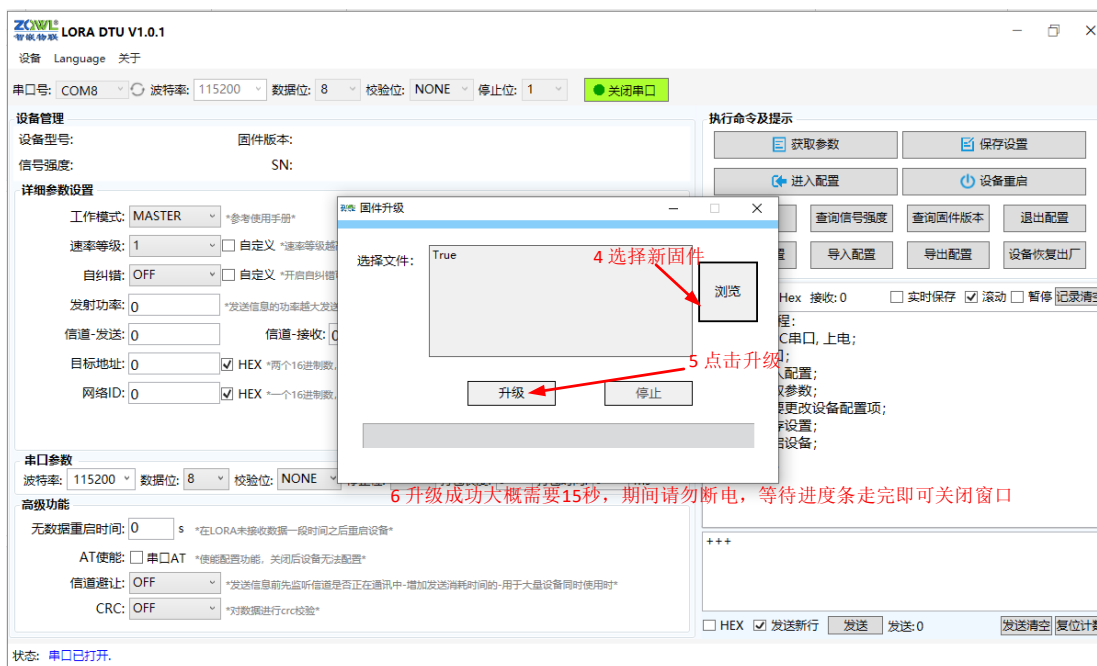 ZCWL 智嵌物联 LORA DTU V1.0.1
设备 Language 关于
串口号: COM8 波特率: 115200 数据位: 8 校验位: NONE 停止位: 1 关闭串口
设备管理
设备型号: 固件版本:
信号强度: SN:
详细参数设置
工作模式: MASTER *参考使用手册*
速率等级: 1 自定义 *速率等级越
自纠错: OFF 自定义 *开启自纠错
发射功率: 0 *发送信息的功率越大发送
信道-发送: 0 信道-接收: 0
目标地址: 0 HEX *两个16进制数,
网络ID: 0 HEX *一个16进制数,
串口参数
波特率: 115200 数据位: 8 校验位: NONE
高级功能
无数据重启时间: 0 s *在LORA未接收数据一段时间之后重启设备*
AT使能: 串口AT *使能配置功能，关闭后设备无法配置*
信道避让: OFF *发送信息前先监听信道是否正在通讯中-增加发送消耗时间的-用于大量设备同时使用时*
CRC: OFF *对数据进行crc校验*
状态: 串口已打开.
固件升级
选择文件: True
浏览
升级 停止
4 选择新固件
5 点击升级
6 升级成功大概需要15秒，期间请勿断电，等待进度条走完即可关闭窗口
执行命令及提示
获取参数 保存设置
进入配置 设备重启
查询信号强度 查询固件版本 退出配置
导入配置 导出配置 设备恢复出厂
Hex 接收: 0 实时保存 滚动 暂停 记录清空
程:
C串口, 上电;
入配置;
取参数;
要更改设备配置项;
存设置;
启设备;
+++
HEX 发送新行 发送 发送: 0 发送清空 复位计数